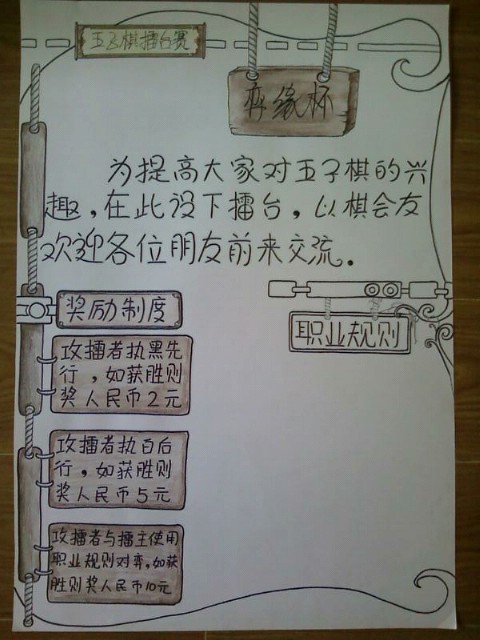 五子棋擂台赛
弈缘杯
为提高大家对五子棋的兴
趣，在此设下擂台，以棋会友
欢迎各位朋友前来交流。
奖励制度
职业规则
攻擂者执黑先
行，如获胜则
奖人民币2元
攻擂者执白后
行，如获胜则
奖人民币5元
攻擂者与擂主使用
职业规则对弈，如获
胜则奖人民币10元